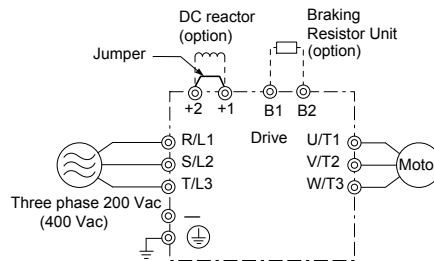 DC reactor
(option)
Braking
Resistor Unit
(option)
Jumper
+2
+1
B1
B2
R/L1
Drive
U/T1
S/L2
V/T2
Moto
T/L3
W/T3
Three phase 200 Vac
(400 Vac)
−